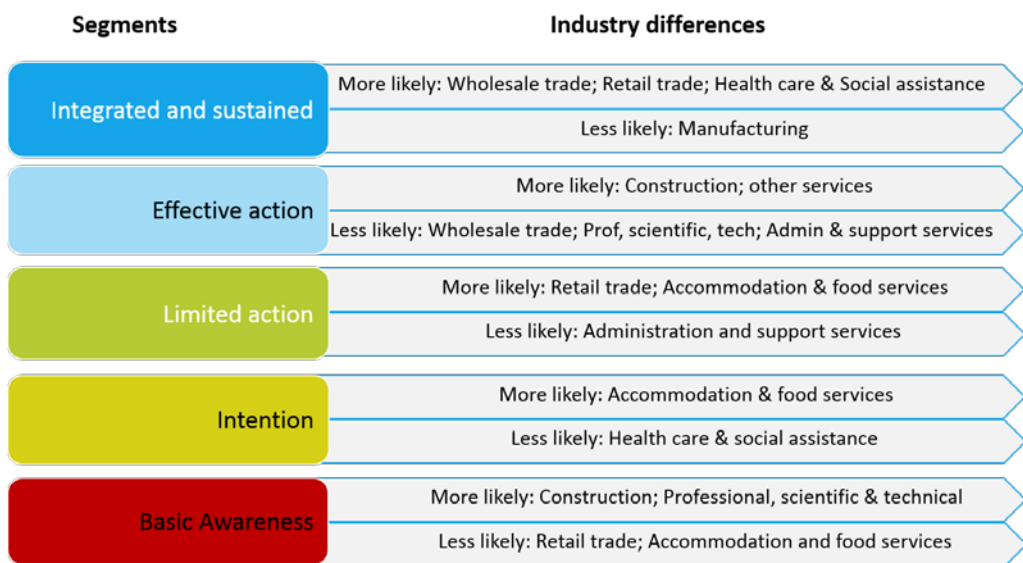 Segments
Industry differences
Integrated and sustained
More likely: Wholesale trade; Retail trade; Health care & Social assistance
Less likely: Manufacturing
Effective action
More likely: Construction; other services
Less likely: Wholesale trade; Prof, scientific, tech; Admin & support services
Limited action
More likely: Retail trade; Accommodation & food services
Less likely: Administration and support services
Intention
More likely: Accommodation & food services
Less likely: Health care & social assistance
Basic Awareness
More likely: Construction; Professional, scientific & technical
Less likely: Retail trade; Accommodation and food services